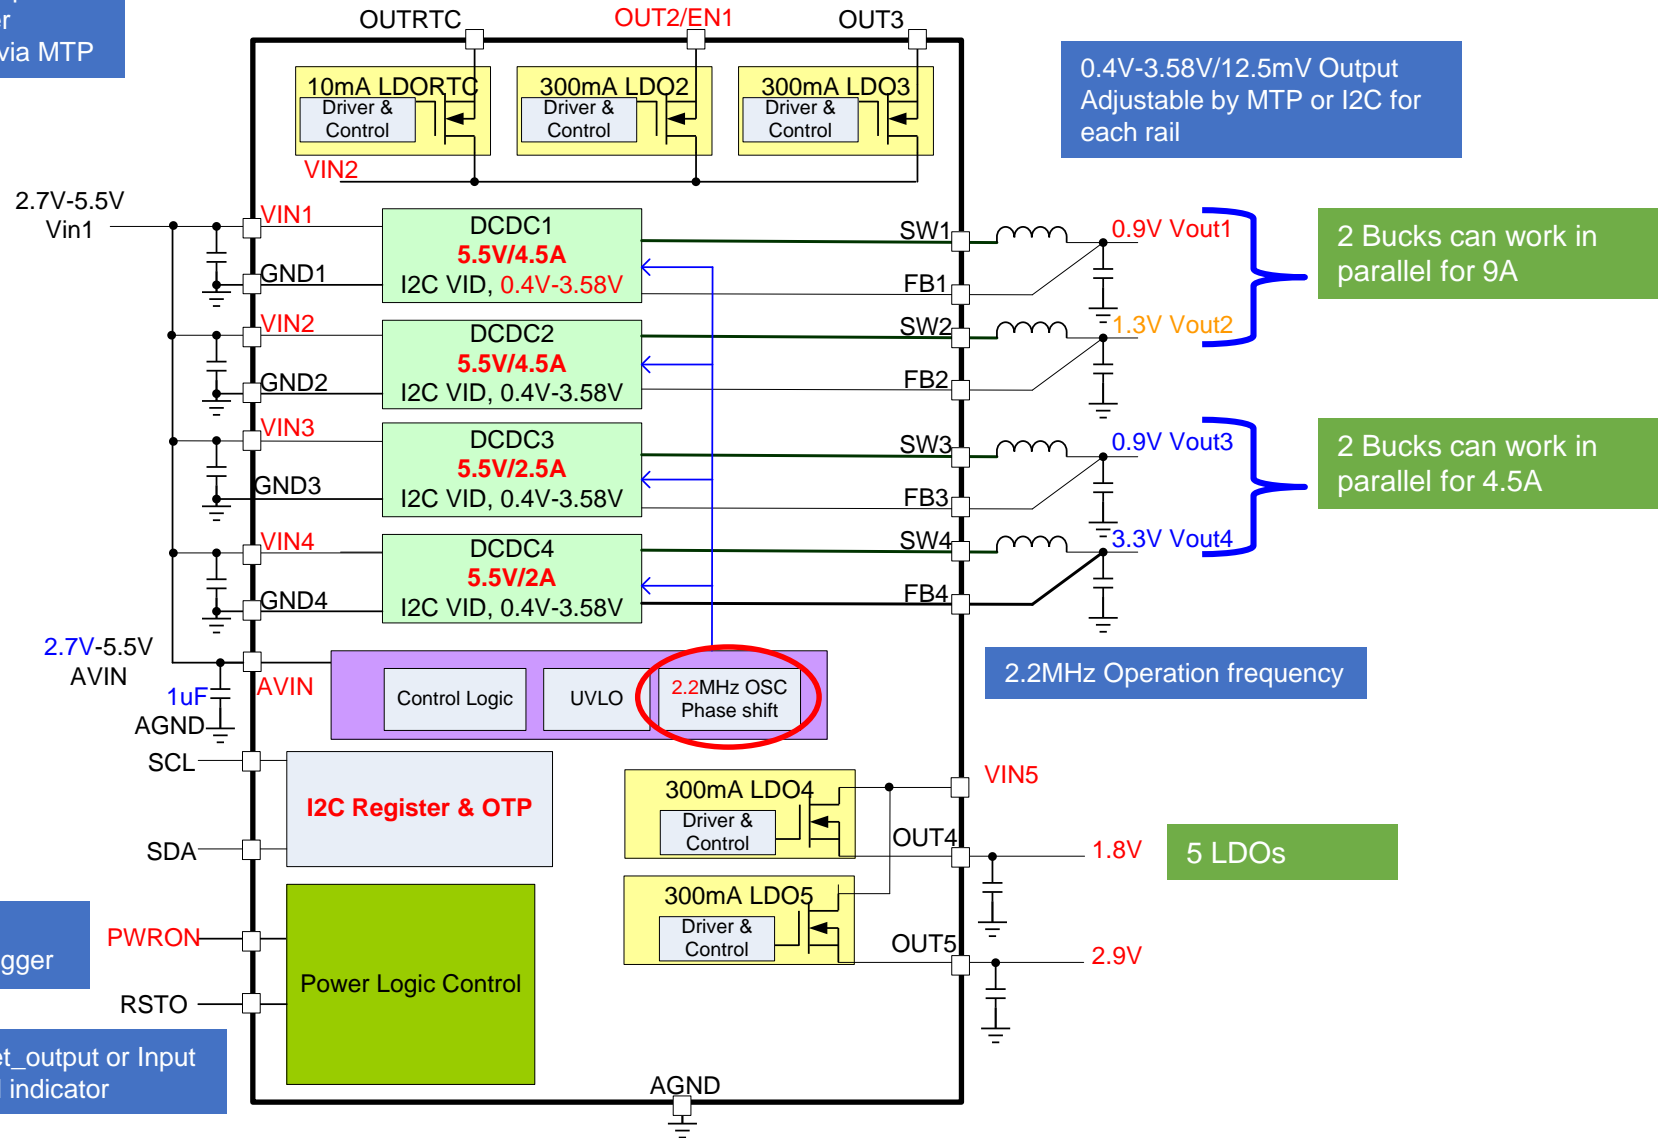 er
via MTP
OUTRTC
OUT2/EN1
OUT3
10mA LDORTC
Driver &
Control
300mA LDO2
Driver &
Control
300mA LDO3
Driver &
Control
VIN2
0.4V-3.58V/12.5mV Output
Adjustable by MTP or I2C for
each rail
2.7V-5.5V
Vin1
VIN1
GND1
DCDC1
5.5V/4.5A
I2C VID, 0.4V-3.58V
SW1
FB1
0.9V Vout1
2 Bucks can work in
parallel for 9A
VIN2
GND2
DCDC2
5.5V/4.5A
I2C VID, 0.4V-3.58V
SW2
FB2
1.3V Vout2
VIN3
GND3
DCDC3
5.5V/2.5A
I2C VID, 0.4V-3.58V
SW3
FB3
0.9V Vout3
2 Bucks can work in
parallel for 4.5A
VIN4
GND4
DCDC4
5.5V/2A
I2C VID, 0.4V-3.58V
SW4
FB4
3.3V Vout4
2.7V-5.5V
AVIN
1uF
AGND
AVIN
Control Logic
UVLO
2.2MHz OSC
Phase shift
2.2MHz Operation frequency
SCL
SDA
I2C Register & OTP
300mA LDO4
Driver &
Control
VIN5
OUT4
1.8V
5 LDOs
300mA LDO5
Driver &
Control
OUT5
2.9V
gger
PWRON
RSTO
Power Logic Control
et_output or Input
indicator
AGND